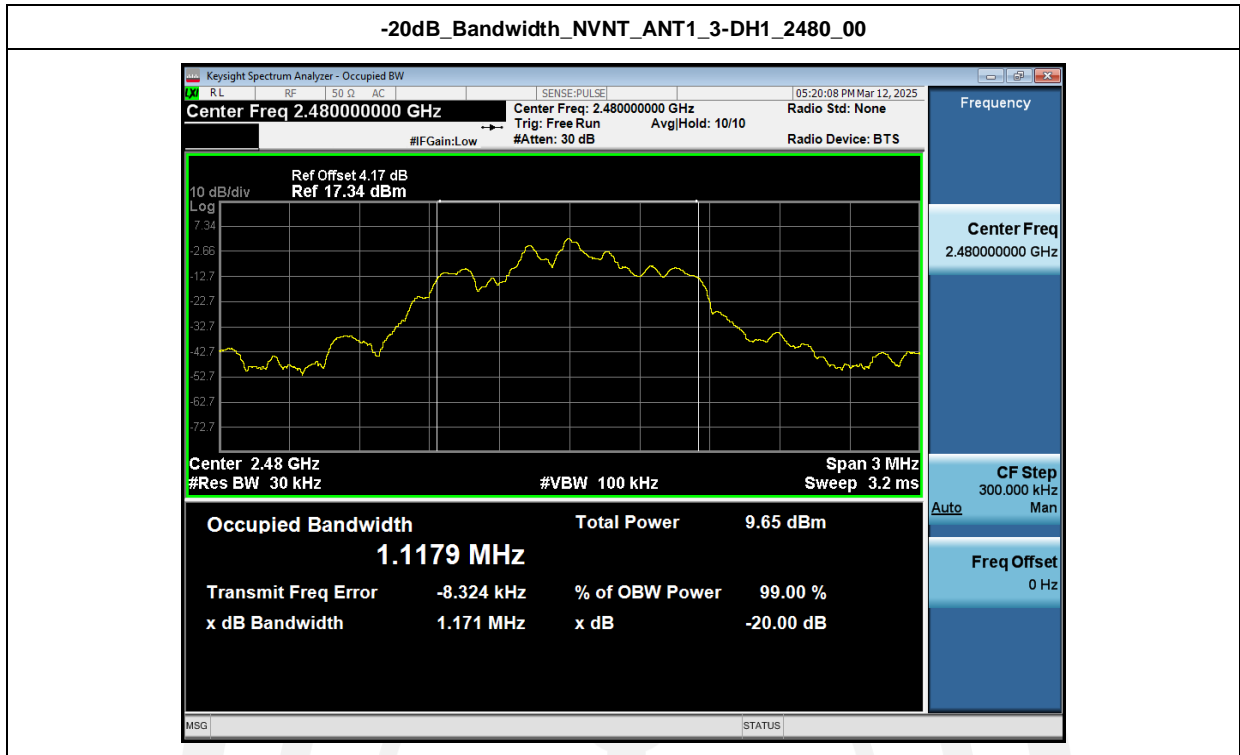 -20dB_Bandwidth_NVNT_ANT1_3-DH1_2480_00
Keysight Spectrum Analyzer - Occupied BW
LXI RL RF 50 Ω AC SENSE:PULSE 05:20:08 PM Mar 12, 2025
Center Freq 2.480000000 GHz
Center Freq: 2.480000000 GHz Radio Std: None
Trig: Free Run Avg|Hold: 10/10
#IFGain:Low #Atten: 30 dB Radio Device: BTS
Ref Offset 4.17 dB
10 dB/div Ref 17.34 dBm
Log
7.34
-2.66
-12.7
-22.7
-32.7
-42.7
-52.7
-62.7
-72.7
Center 2.48 GHz Span 3 MHz
#Res BW 30 kHz #VBW 100 kHz Sweep 3.2 ms
Occupied Bandwidth Total Power 9.65 dBm
1.1179 MHz
Transmit Freq Error -8.324 kHz % of OBW Power 99.00 %
x dB Bandwidth 1.171 MHz x dB -20.00 dB
Frequency
Center Freq
2.480000000 GHz
CF Step
300.000 kHz
Auto Man
Freq Offset
0 Hz
MSG STATUS